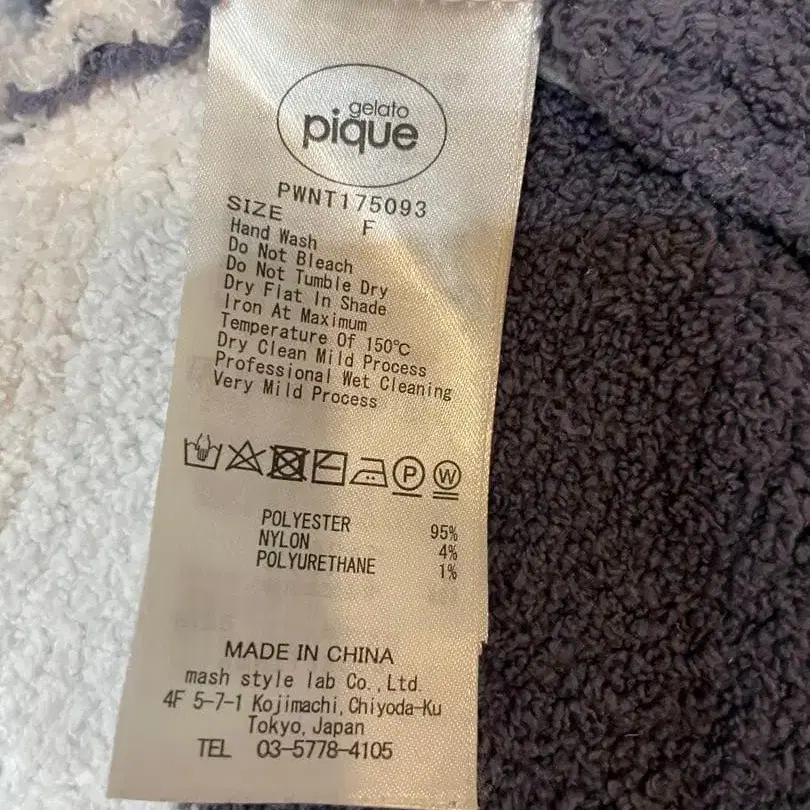 gelato
pique
PWNT175093
SIZE F
Hand Wash
Do Not Bleach
Do Not Tumble Dry
Dry Flat In Shade
Iron At Maximum
Temperature Of 150℃
Dry Clean Mild Process
Professional Wet Cleaning
Very Mild Process
P W
POLYESTER 95%
NYLON 4%
POLYURETHANE 1%
MADE IN CHINA
mash style lab Co.,Ltd.
4F 5-7-1 Kojimachi,Chiyoda-Ku
Tokyo,Japan
TEL 03-5778-4105